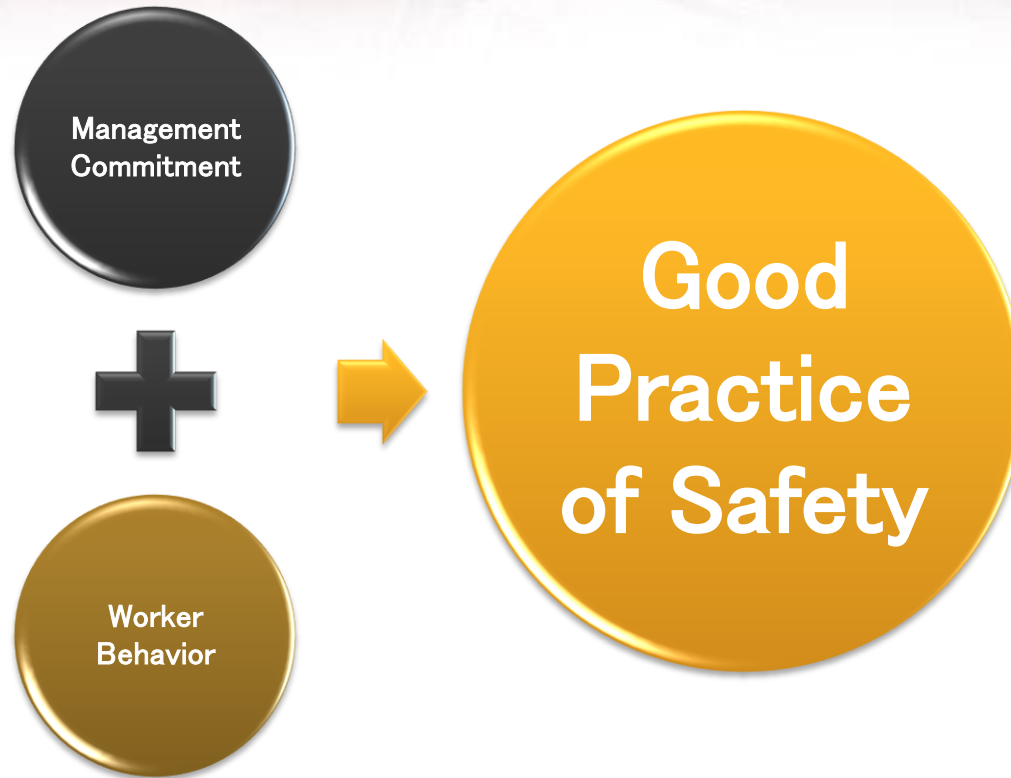 Management
Commitment
Worker
Behavior
Good
Practice
of Safety